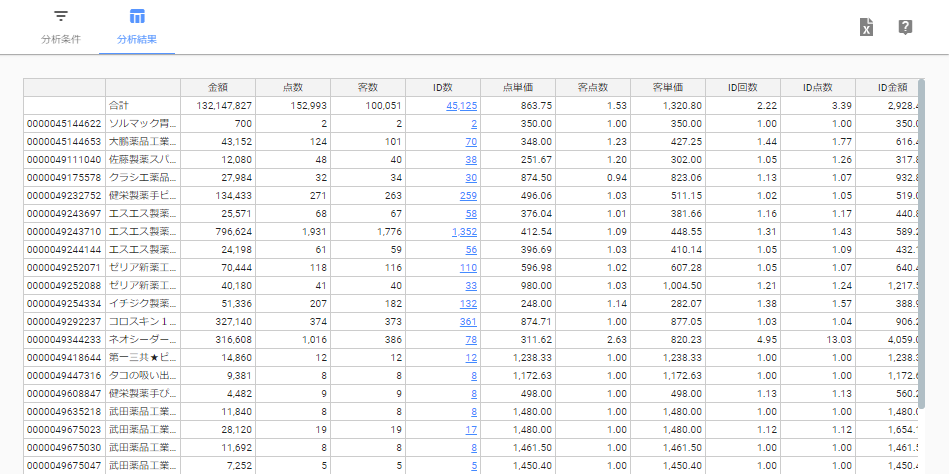 分析条件 分析結果
金額 点数 客数 ID数 点単価 客点数 客単価 ID回数 ID点数 ID金額
合計 132,147,827 152,993 100,051 45,125 863.75 1.53 1,320.80 2.22 3.39 2,928.4
0000045144622 ソルマック胃... 700 2 2 2 350.00 1.00 350.00 1.00 1.00 350.0
0000045144653 大鵬薬品工業... 43,152 124 101 70 348.00 1.23 427.25 1.44 1.77 616.4
0000049111040 佐藤製薬スパ... 12,080 48 40 38 251.67 1.20 302.00 1.05 1.26 317.8
0000049175578 クラシエ薬品... 27,984 32 34 30 874.50 0.94 823.06 1.13 1.07 932.8
0000049232752 健栄製薬手ピ... 134,433 271 263 259 496.06 1.03 511.15 1.02 1.05 519.0
0000049243697 エスエス製薬... 25,571 68 67 58 376.04 1.01 381.66 1.16 1.17 440.8
0000049243710 エスエス製薬... 796,624 1,931 1,776 1,352 412.54 1.09 448.55 1.31 1.43 589.2
0000049244144 エスエス製薬... 24,198 61 59 56 396.69 1.03 410.14 1.05 1.09 432.1
0000049252071 ゼリア新薬工... 70,444 118 116 110 596.98 1.02 607.28 1.05 1.07 640.4
0000049252088 ゼリア新薬工... 40,180 41 40 33 980.00 1.03 1,004.50 1.21 1.24 1,217.5
0000049254334 イチジク製薬... 51,336 207 182 132 248.00 1.14 282.07 1.38 1.57 388.9
0000049292237 コロスキン１... 327,140 374 373 361 874.71 1.00 877.05 1.03 1.04 906.2
0000049344233 ネオシーダー... 316,608 1,016 386 78 311.62 2.63 820.23 4.95 13.03 4,059.0
0000049418644 第一三共★ビ... 14,860 12 12 12 1,238.33 1.00 1,238.33 1.00 1.00 1,238.3
0000049447316 タコの吸い出... 9,381 8 8 8 1,172.63 1.00 1,172.63 1.00 1.00 1,172.6
0000049608847 健栄製薬手ぴ... 4,482 9 9 8 498.00 1.00 498.00 1.13 1.13 560.2
0000049635218 武田薬品工業... 11,840 8 8 8 1,480.00 1.00 1,480.00 1.00 1.00 1,480.0
0000049675023 武田薬品工業... 28,120 19 19 17 1,480.00 1.00 1,480.00 1.12 1.12 1,654.1
0000049675030 武田薬品工業... 11,692 8 8 8 1,461.50 1.00 1,461.50 1.00 1.00 1,461.5
0000049675047 武田薬品工業... 7,252 5 5 5 1,450.40 1.00 1,450.40 1.00 1.00 1,450.4